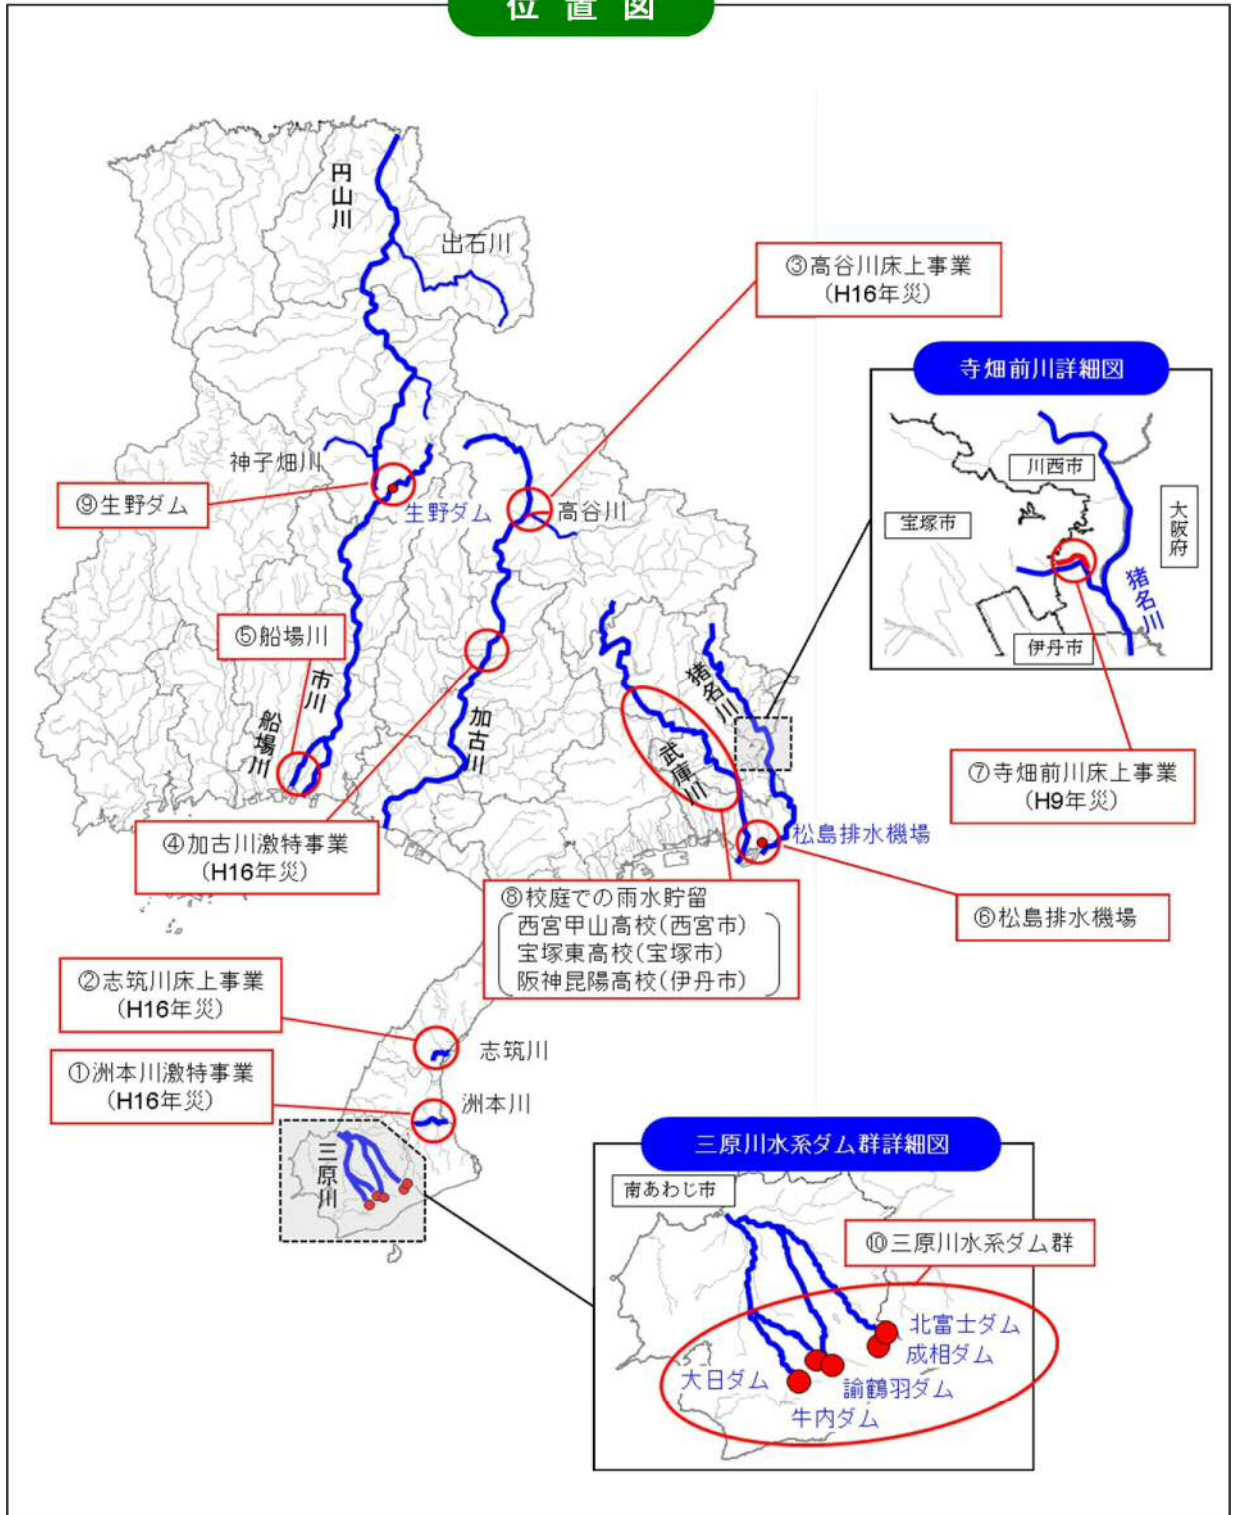 位置図
円山川
出石川
③高谷川床上事業
(H16年災)
寺畑前川詳細図
川西市
宝塚市
大阪府
猪名川
伊丹市
神子畑川
⑨生野ダム
生野ダム
高谷川
⑤船場川
市川
船場川
加古川
猪名川
武庫川
⑦寺畑前川床上事業
(H9年災)
④加古川激特事業
(H16年災)
松島排水機場
⑧校庭での雨水貯留
西宮甲山高校(西宮市)
宝塚東高校(宝塚市)
阪神昆陽高校(伊丹市)
⑥松島排水機場
②志筑川床上事業
(H16年災)
志筑川
①洲本川激特事業
(H16年災)
洲本川
三原川
三原川水系ダム群詳細図
南あわじ市
⑩三原川水系ダム群
北富士ダム
成相ダム
大日ダム
諭鶴羽ダム
牛内ダム